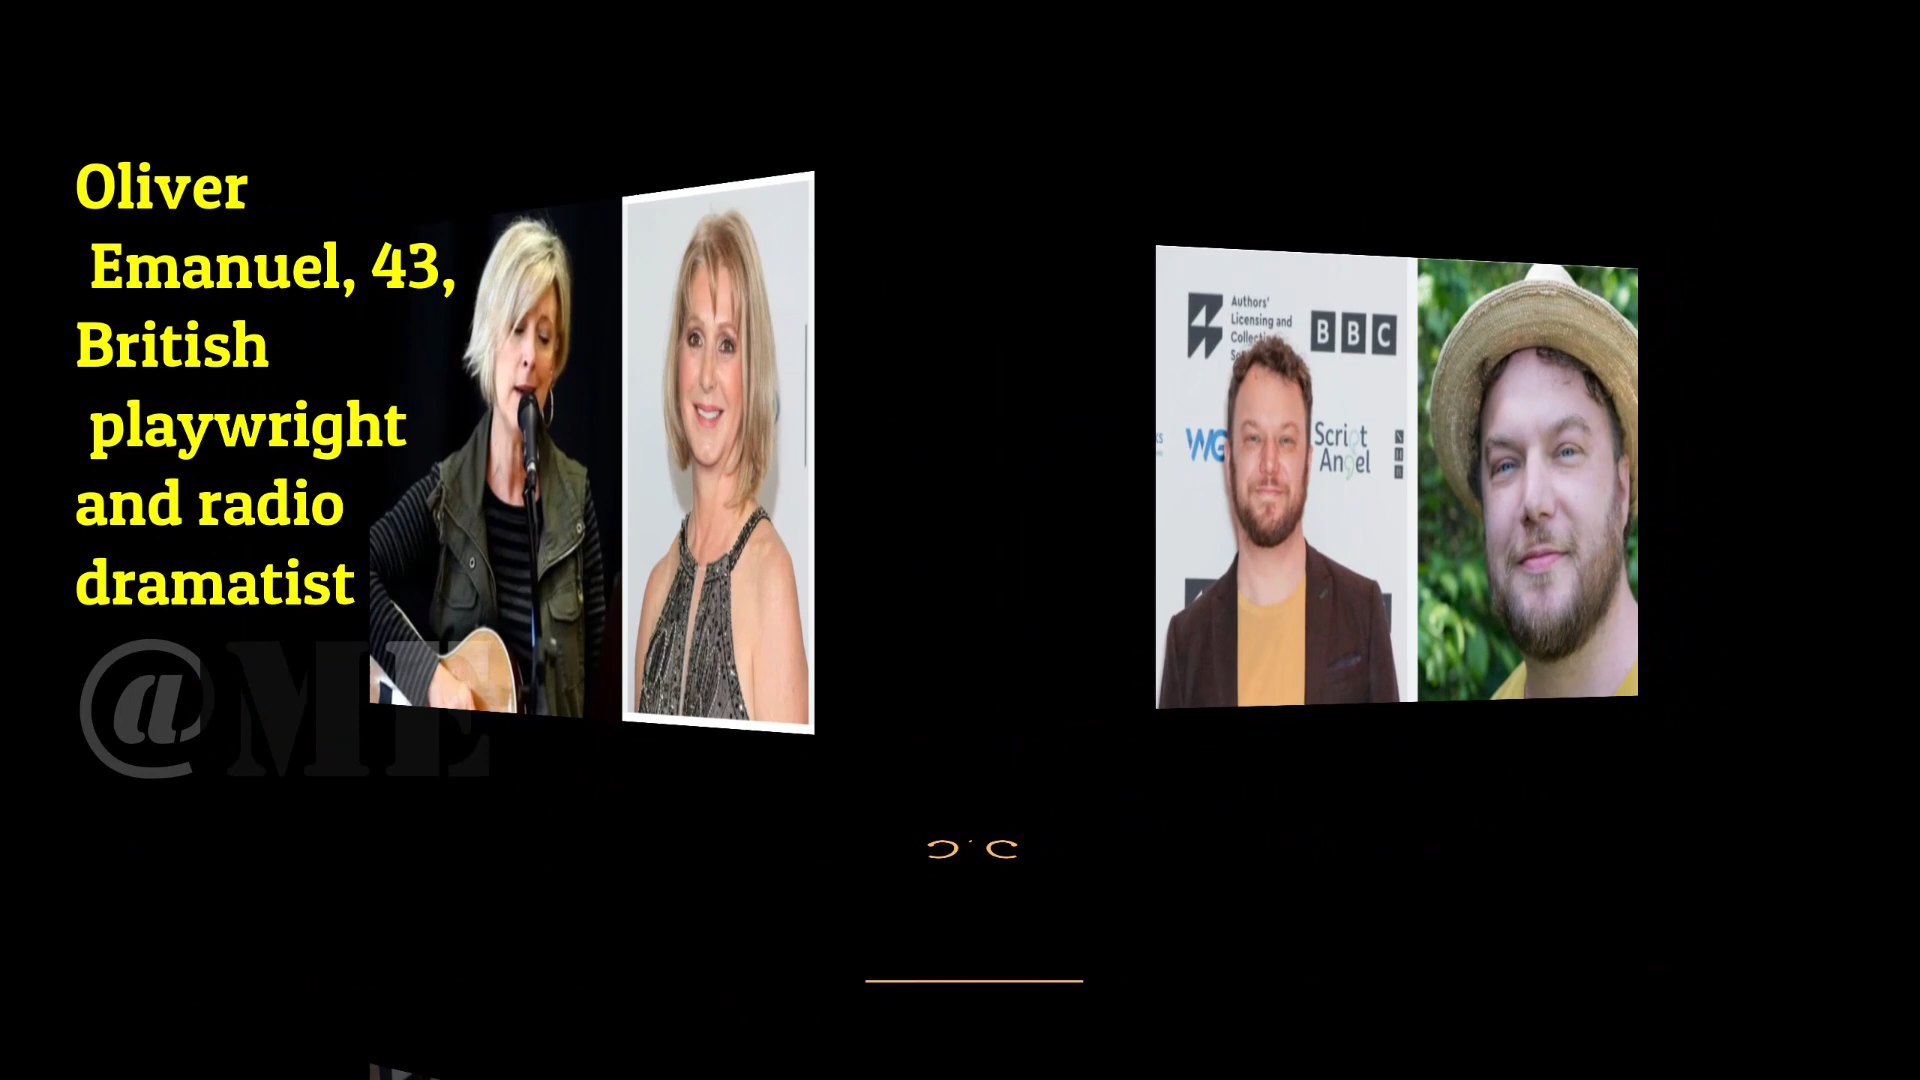 Oliver
Emanuel, 43,
British
playwright
and radio
dramatist
@ME
Authors'
Licensing and
BBC
WG
Script
Angel